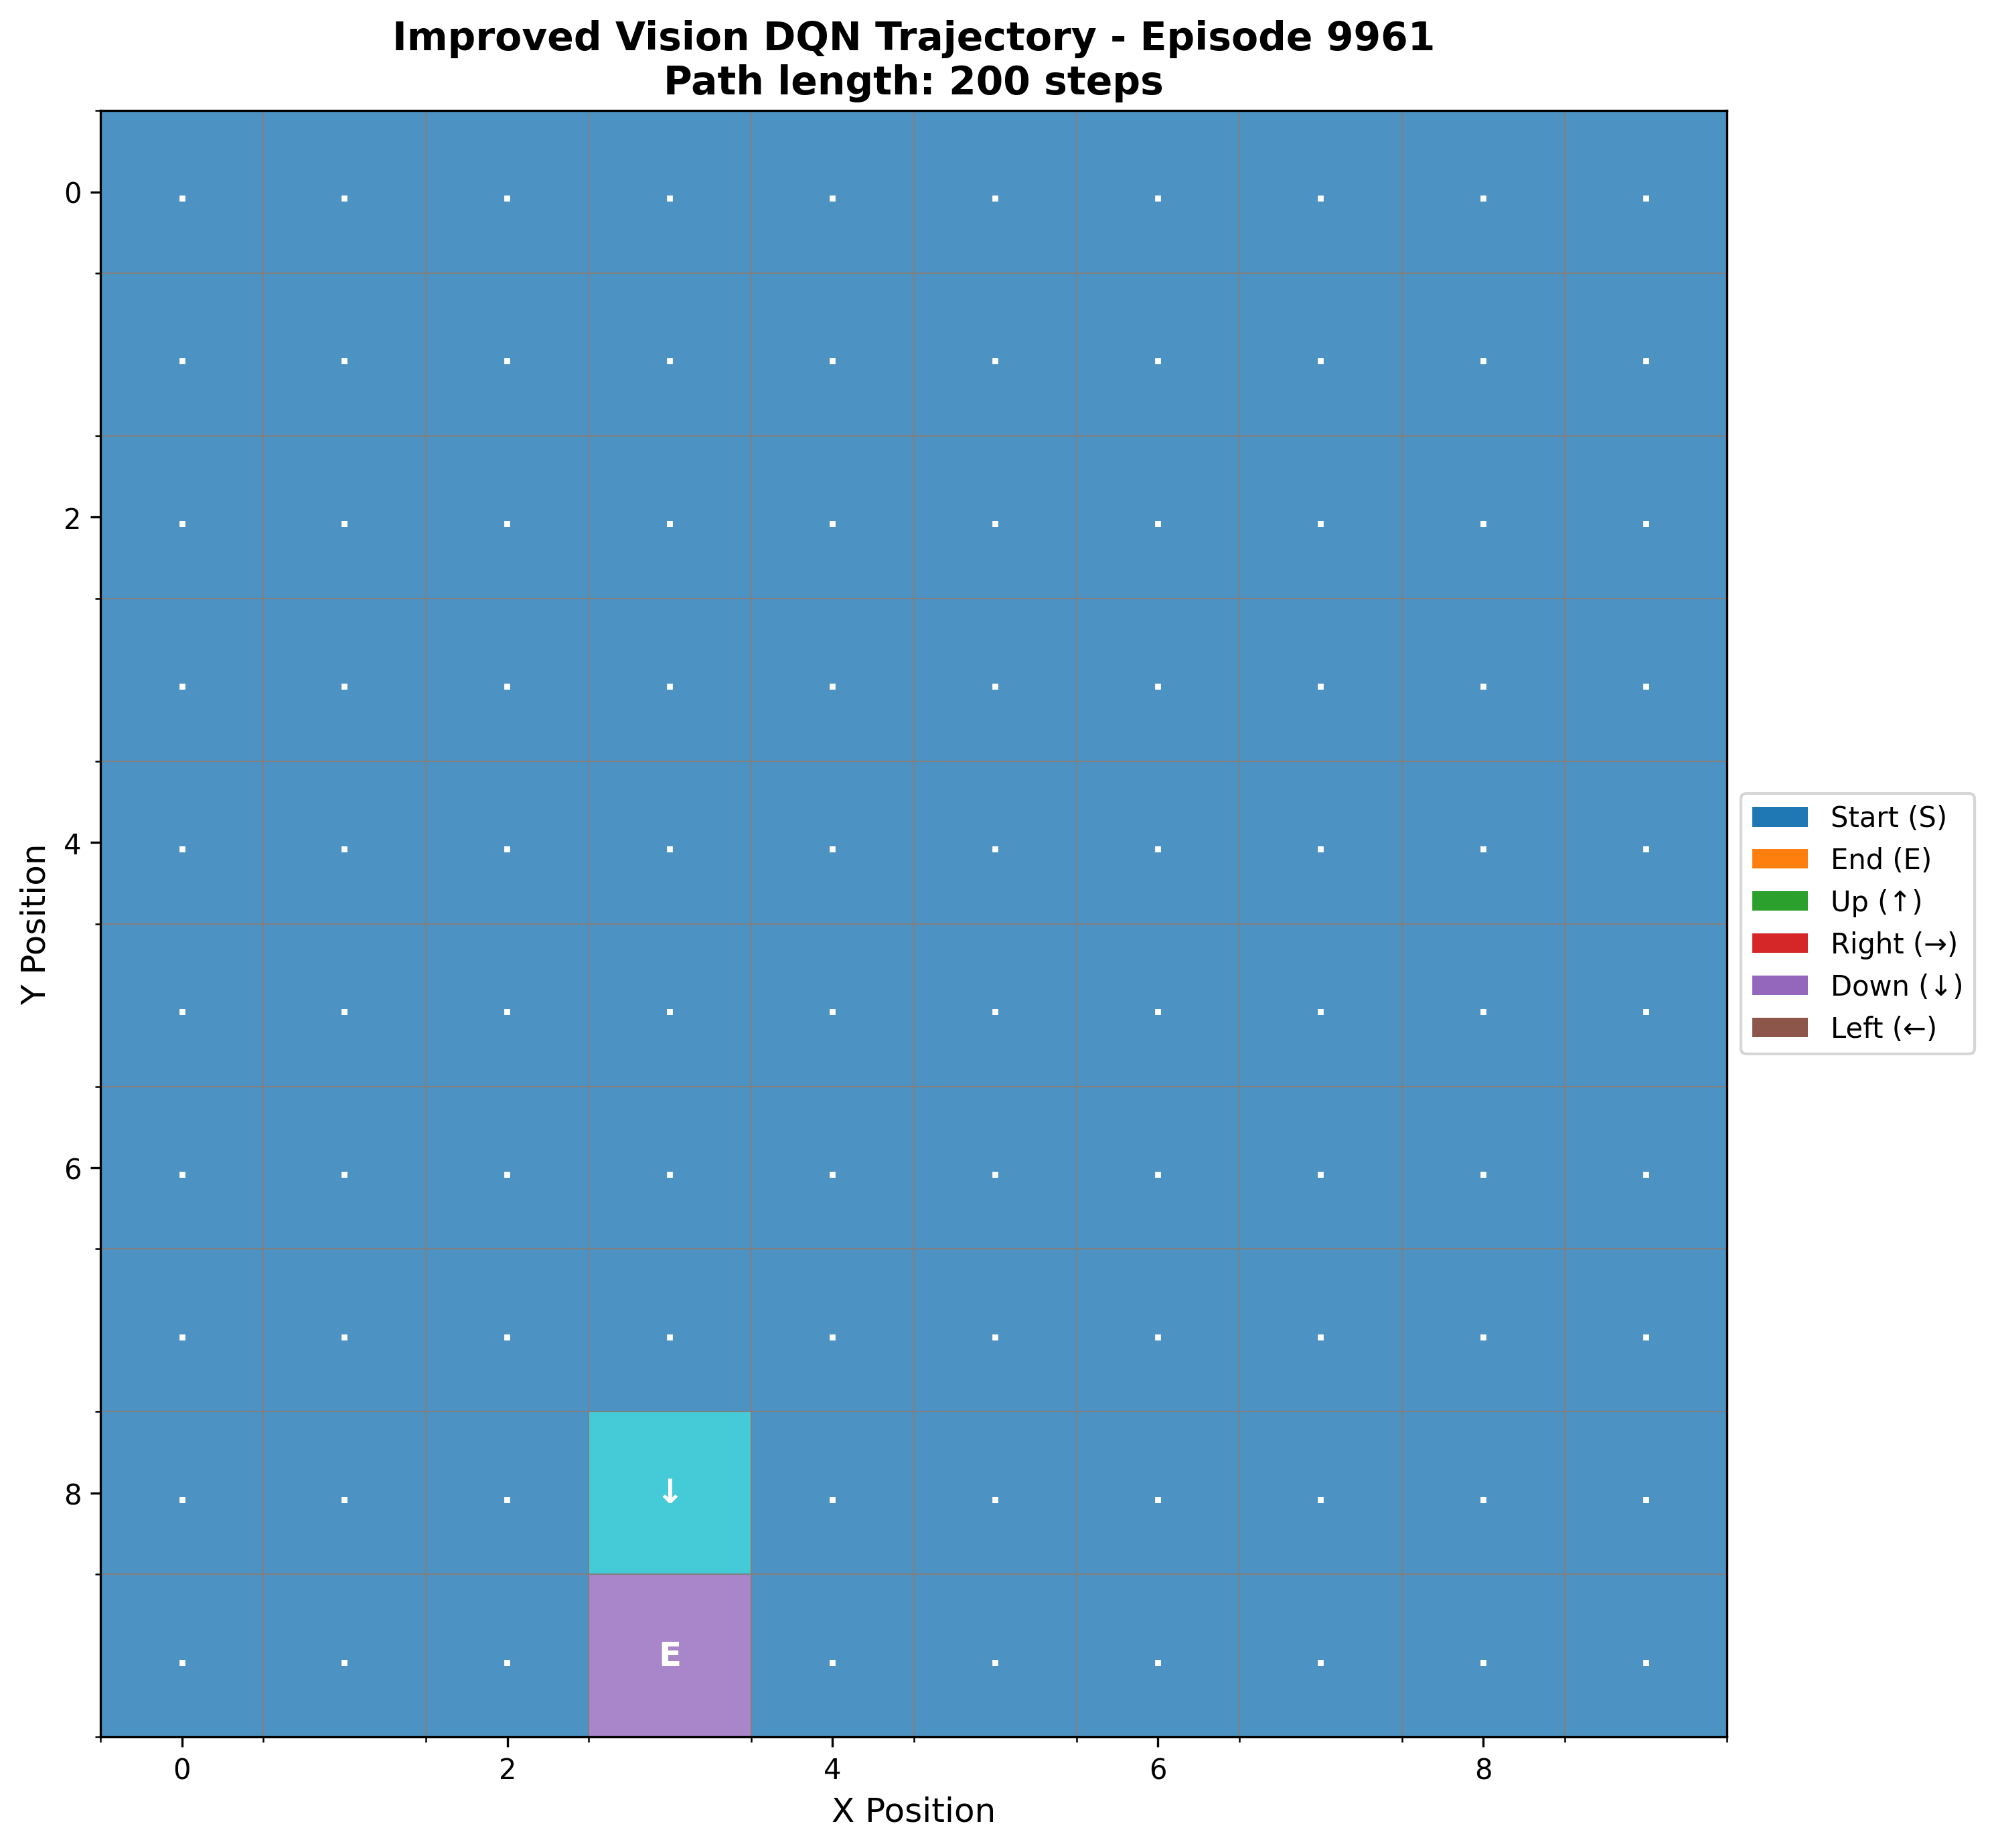 Improved Vision DQN Trajectory - Episode 9961
Path length: 200 steps
0
2
4
6
8
Y Position
↓
E
0 2 4 6 8
X Position
Start (S)
End (E)
Up (↑)
Right (→)
Down (↓)
Left (←)